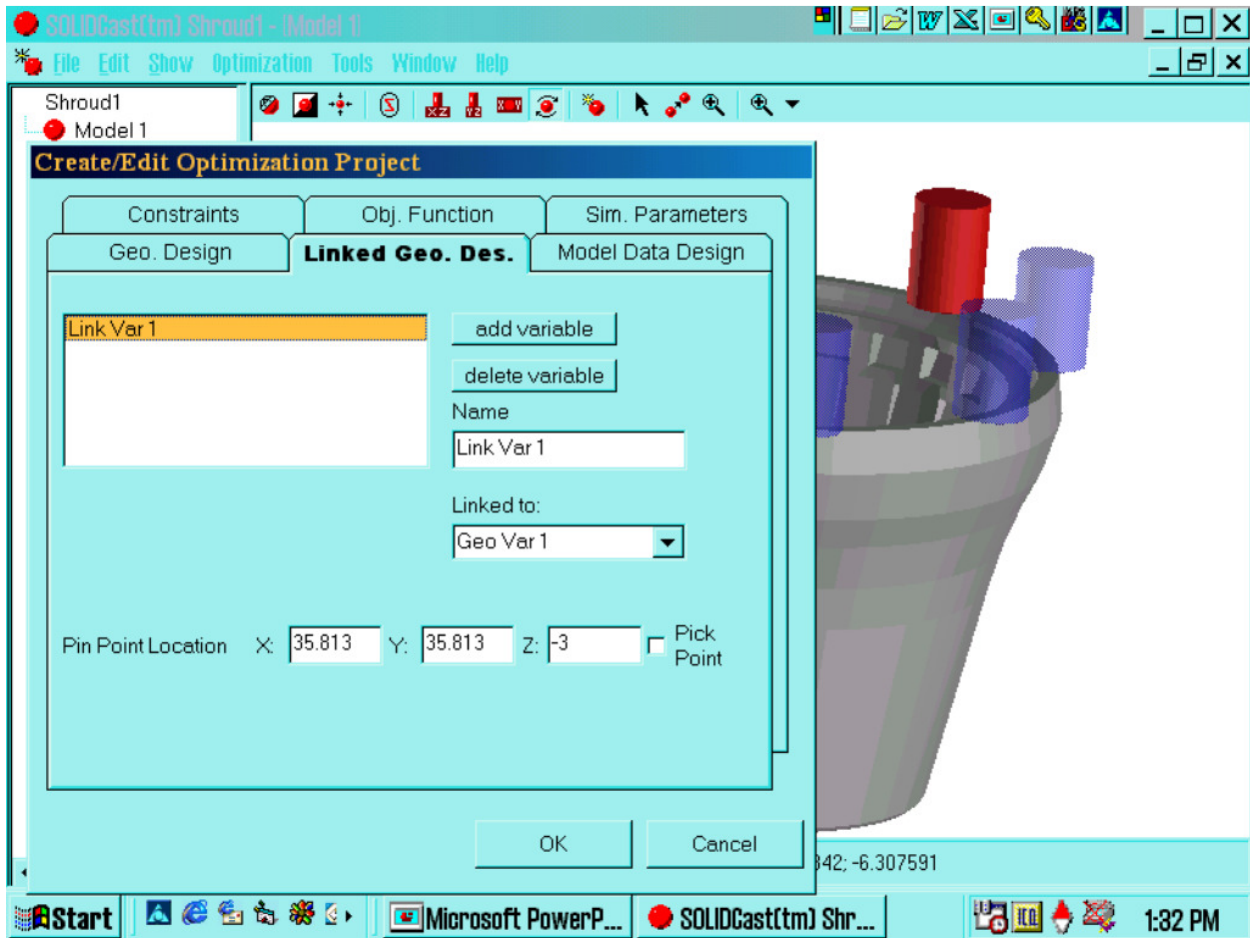 SOLIDCast(tm) Shroud1 - [Model 1]
File Edit Show Optimization Tools Window Help
Shroud1
Model 1
Create/Edit Optimization Project
Constraints Obj. Function Sim. Parameters
Geo. Design Linked Geo. Des. Model Data Design
Link Var 1
add variable
delete variable
Name
Link Var 1
Linked to:
Geo Var 1
Pin Point Location X: 35.813 Y: 35.813 Z: -3 Pick
Point
OK Cancel
342; -6.307591
Start Microsoft PowerP... SOLIDCast(tm) Shr... 1:32 PM